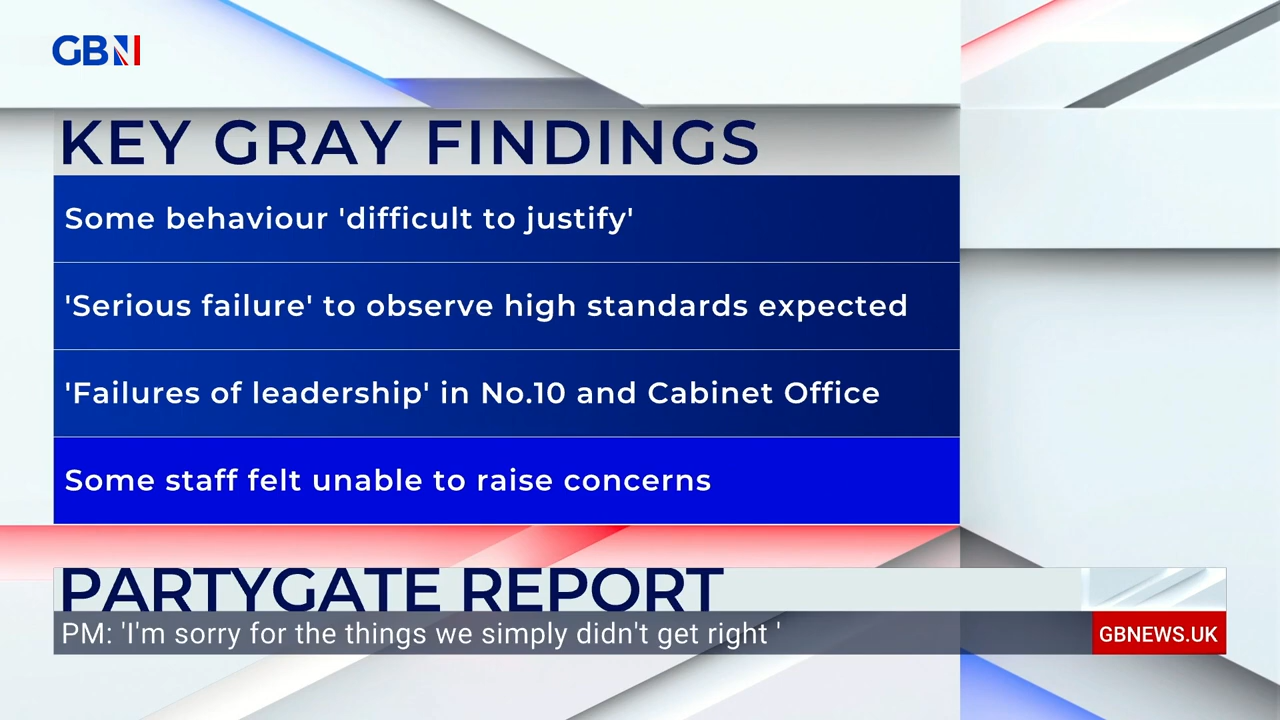 GBN
KEY GRAY FINDINGS
Some behaviour 'difficult to justify'
'Serious failure' to observe high standards expected
'Failures of leadership' in No.10 and Cabinet Office
Some staff felt unable to raise concerns
PARTYGATE REPORT
PM: 'I'm sorry for the things we simply didn't get right '
GBNEWS.UK